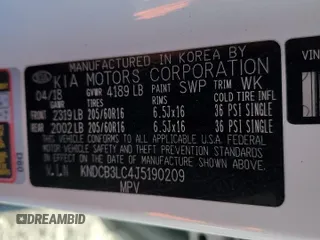 MANUFACTURED IN KOREA BY
KIA MOTORS CORPORATION
04/18 GVWR 4189 LB PAINT SWP TRIM WK
GAWR TIRES RIMS COLD TIRE INFL
FRONT 2319 LB 205/60R16 6.5Jx16 36 PSI SINGLE
REAR 2002 LB 205/60R16 6.5Jx16 36 PSI SINGLE
THIS VEHICLE CONFORMS TO ALL APPLICABLE U.S.A FEDERAL
MOTOR VEHICLE SAFETY STANDARDS IN EFFECT ON THE
DATE OF MANUFACTURE SHOWN ABOVE.
V.I.N KNDCB3LC4J5190209
MPV
VIN
DREAMBID